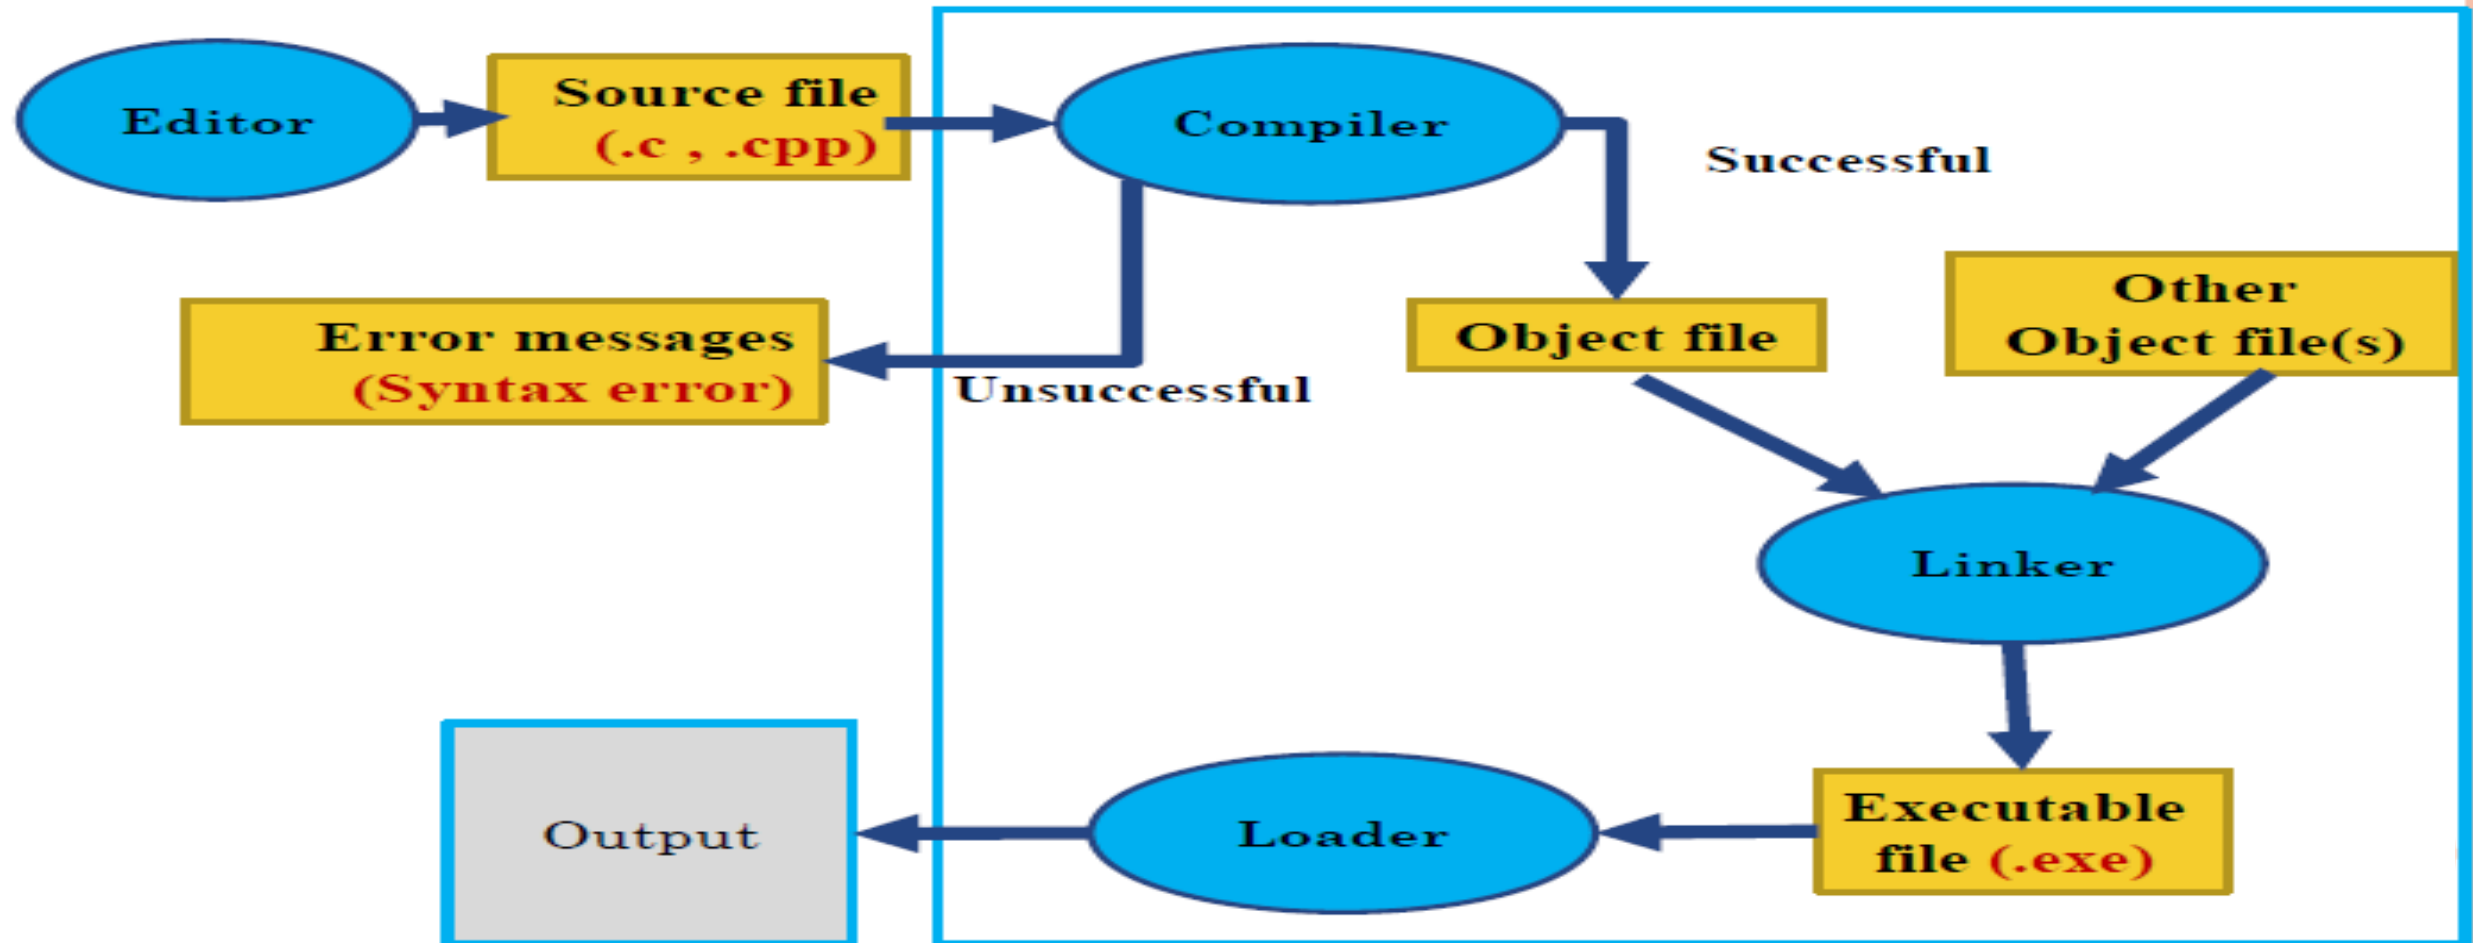 Editor
Source file
(.c , .cpp)
Compiler
Successful
Error messages
(Syntax error)
Unsuccessful
Object file
Other
Object file(s)
Linker
Executable
file (.exe)
Loader
Output